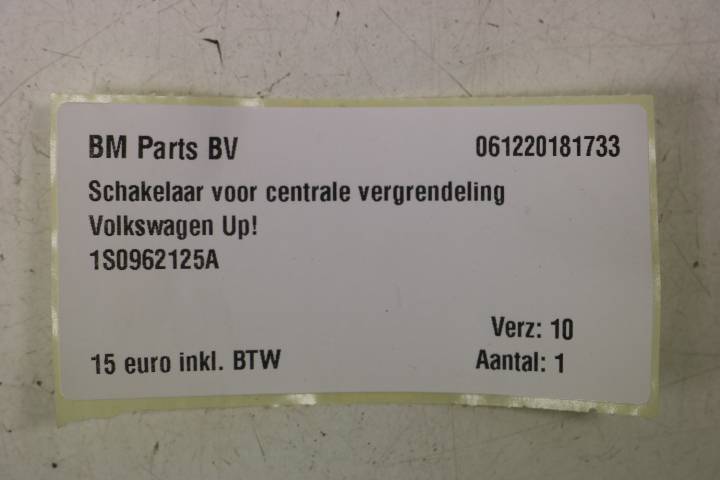 BM Parts BV 061220181733
Schakelaar voor centrale vergrendeling
Volkswagen Up!
1S0962125A
Verz: 10
15 euro inkl. BTW Aantal: 1